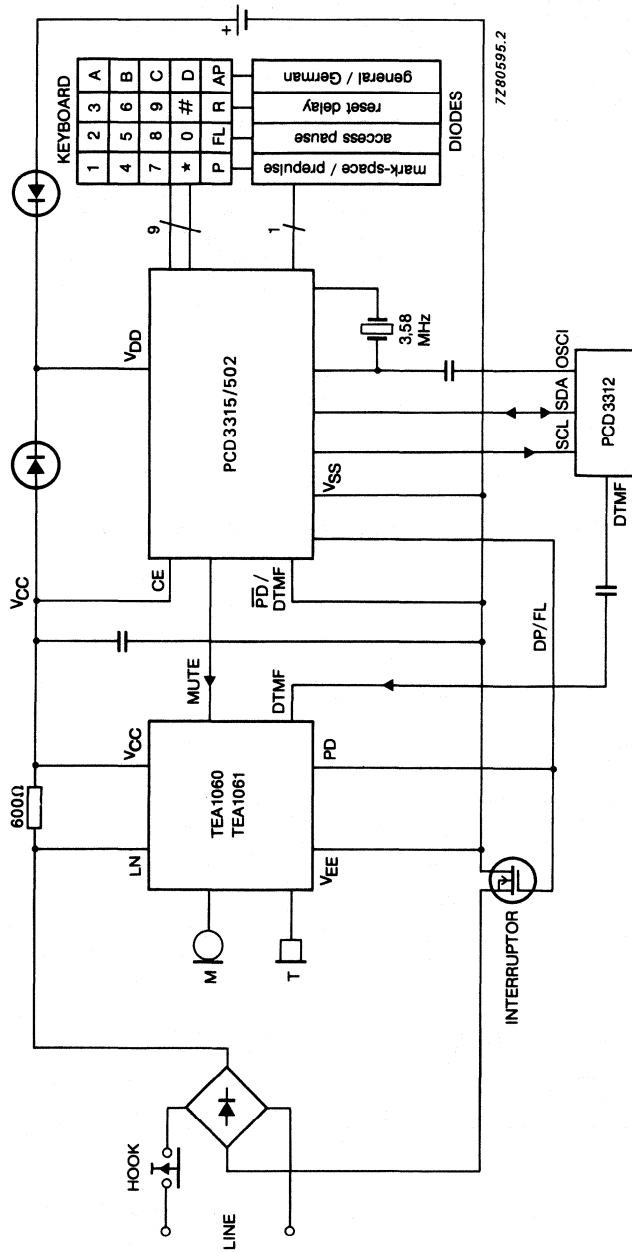 HOOK
LINE
M
T
600Ω
LN
VCC
TEA1060
TEA1061
VEE
PD
DTMF
MUTE
INTERRUPTOR
DP/FL
VCC
CE
PD/
DTMF
VDD
PCD3315/502
VSS
3,58
MHz
9
1
SCL SDA OSCI
PCD3312
DTMF
KEYBOARD
1 2 3 A
4 5 6 B
7 8 9 C
* 0 # D
P FL R AP
mark-space / prepulse
access pause
reset delay
general / German
DIODES
+
7Z80595.2